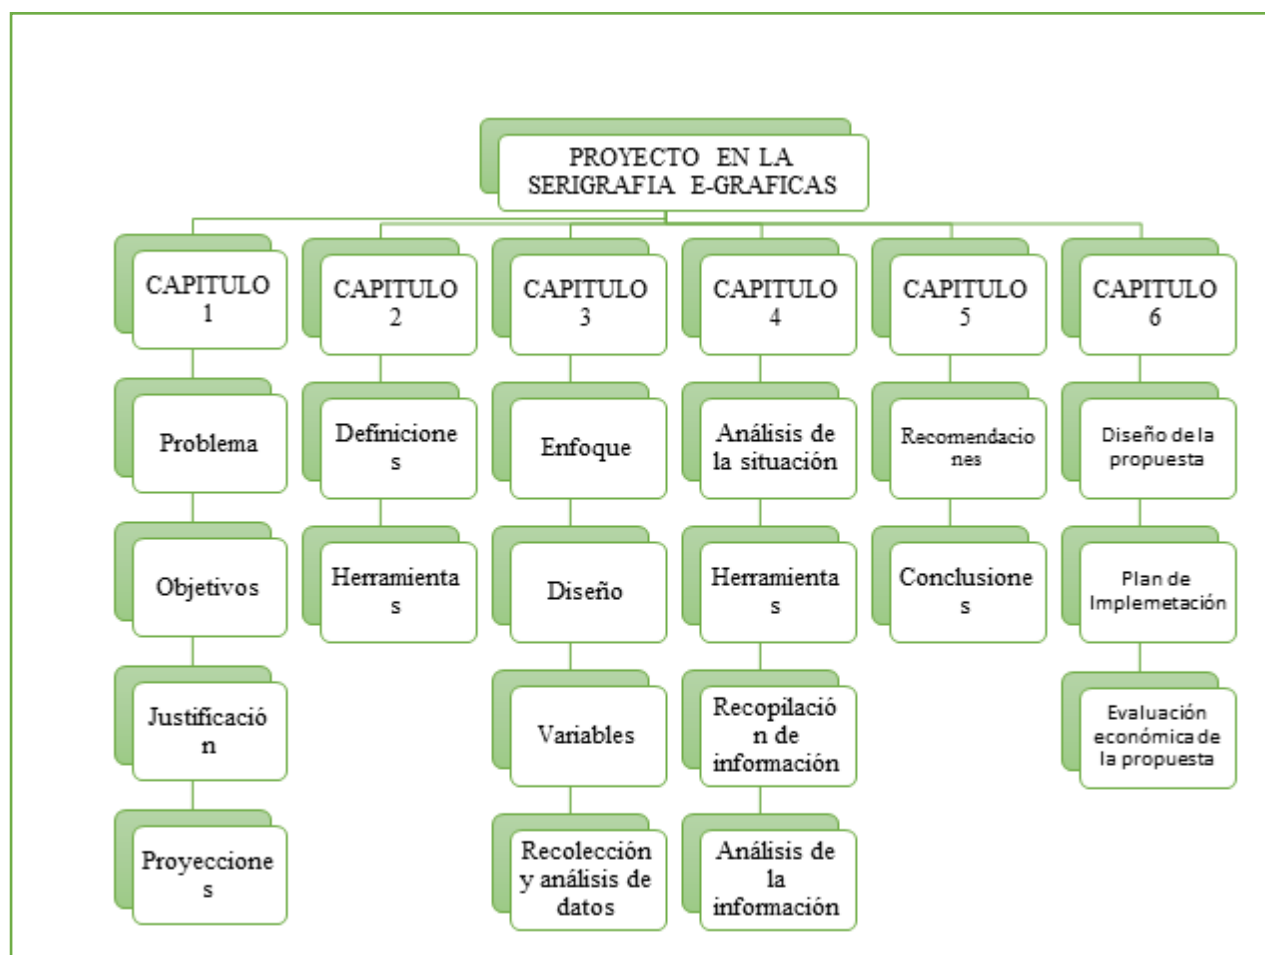 PROYECTO EN LA
SERIGRAFIA E-GRAFICAS
CAPITULO
1
Problema
Objetivos
Justificació
n
Proyeccione
s
CAPITULO
2
Definicione
s
Herramienta
s
CAPITULO
3
Enfoque
Diseño
Variables
Recolección
y análisis de
datos
CAPITULO
4
Análisis de
la situación
Herramienta
s
Recopilació
n de
información
Análisis de
la
información
CAPITULO
5
Recomendacio
nes
Conclusione
s
CAPITULO
6
Diseño de la
propuesta
Plan de
Implemetación
Evaluación
económica de
la propuesta